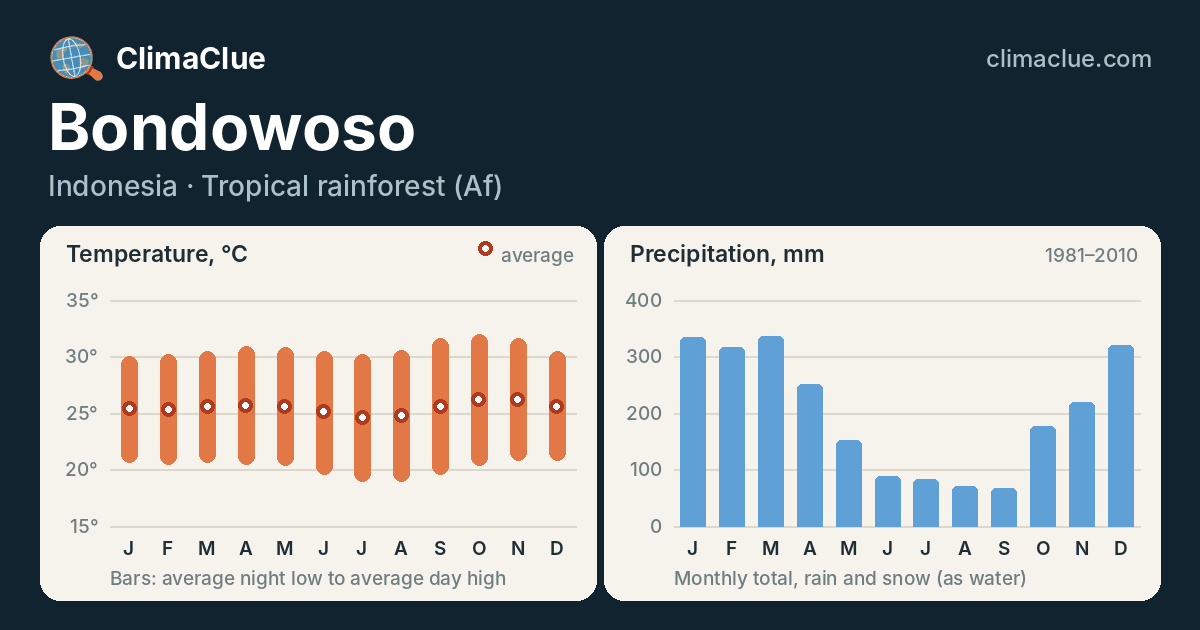 ClimaClue
climaclue.com
Bondowoso
Indonesia · Tropical rainforest (Af)
Temperature, °C
average
35°
30°
25°
20°
15°
J F M A M J J A S O N D
Bars: average night low to average day high
Precipitation, mm
1981–2010
400
300
200
100
0
J F M A M J J A S O N D
Monthly total, rain and snow (as water)